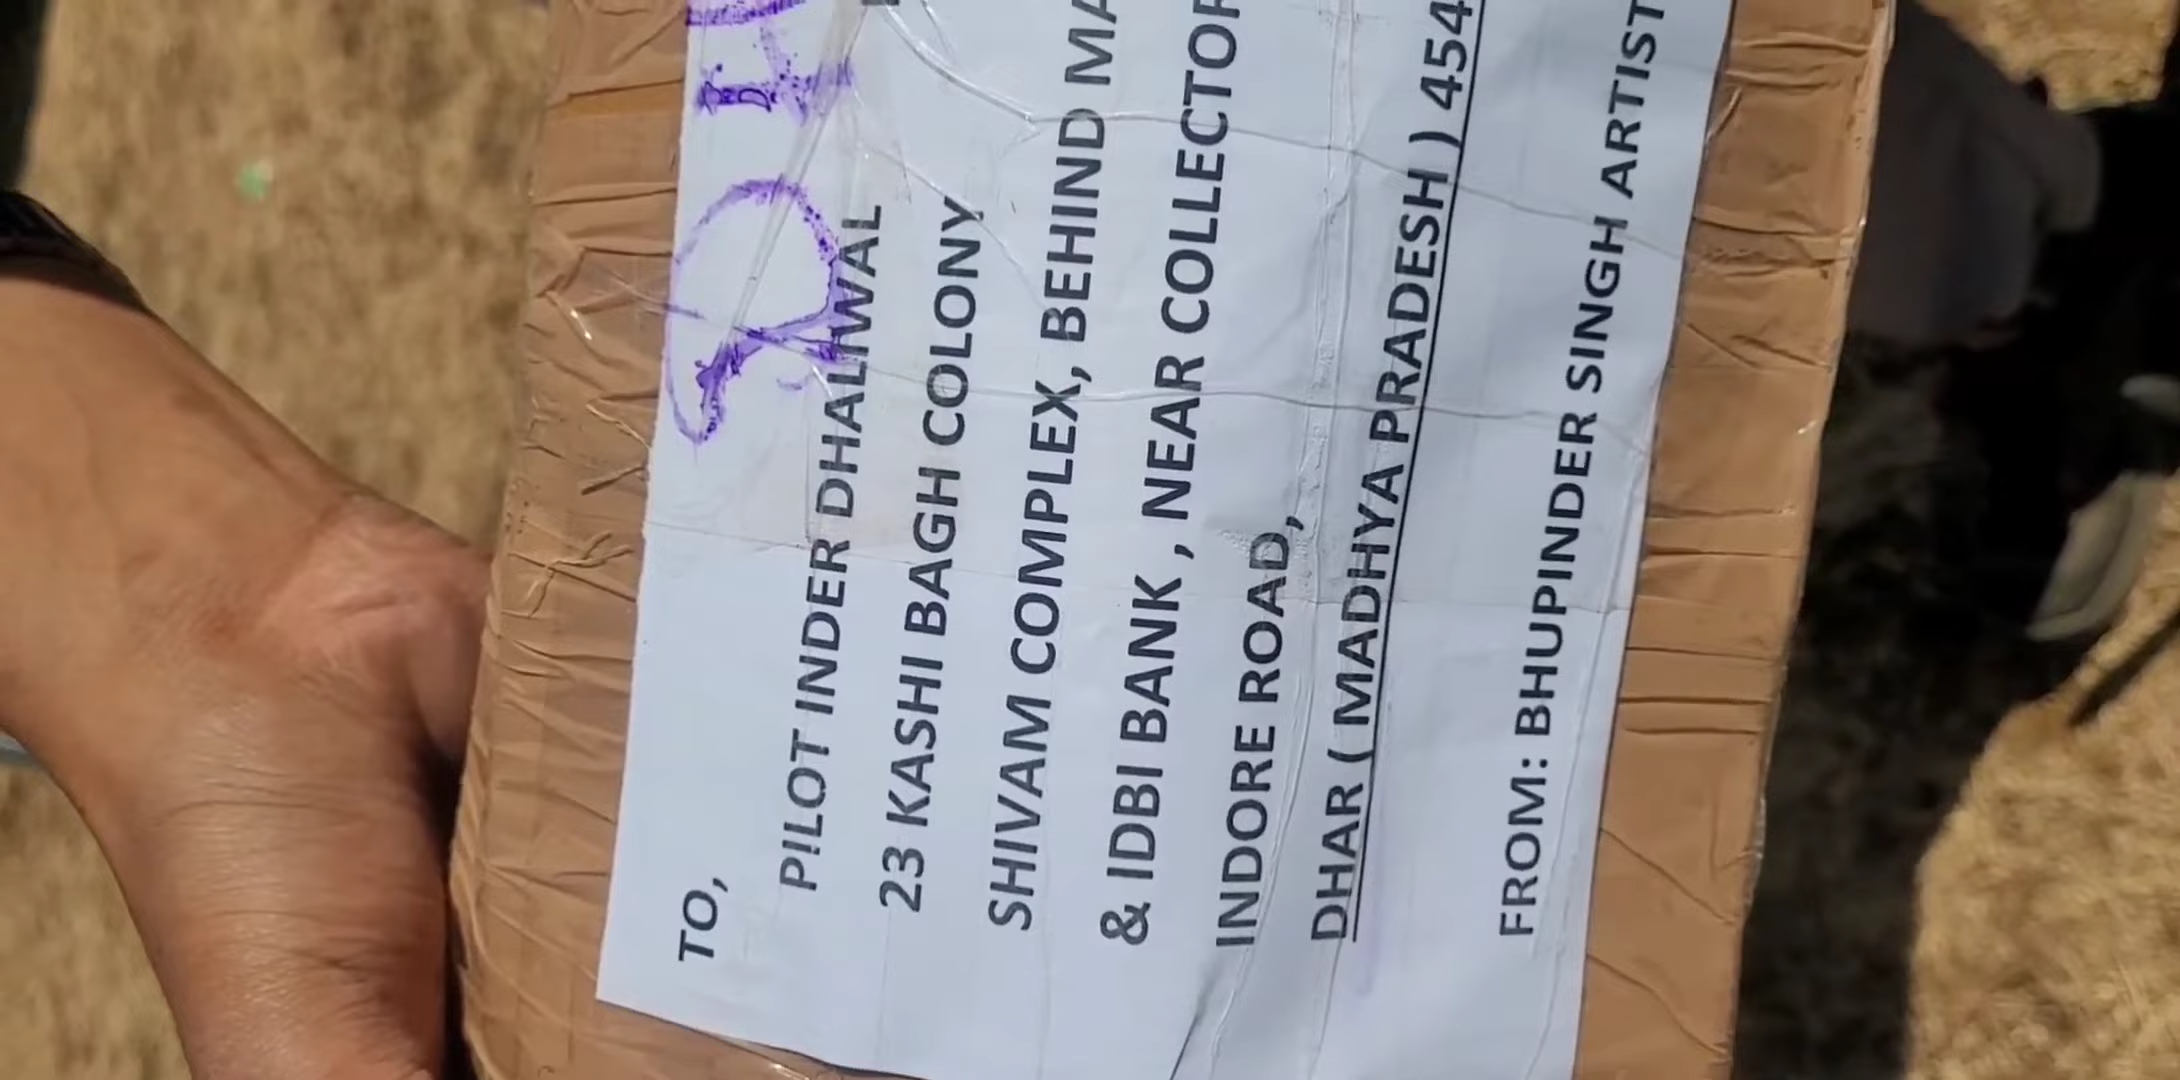 TO,
PILOT INDER DHALIWAL
23 KASHI BAGH COLONY
SHIVAM COMPLEX, BEHIND MA
& IDBI BANK , NEAR COLLECTOR
INDORE ROAD,
DHAR ( MADHYA PRADESH ) 454
FROM: BHUPINDER SINGH ARTIST